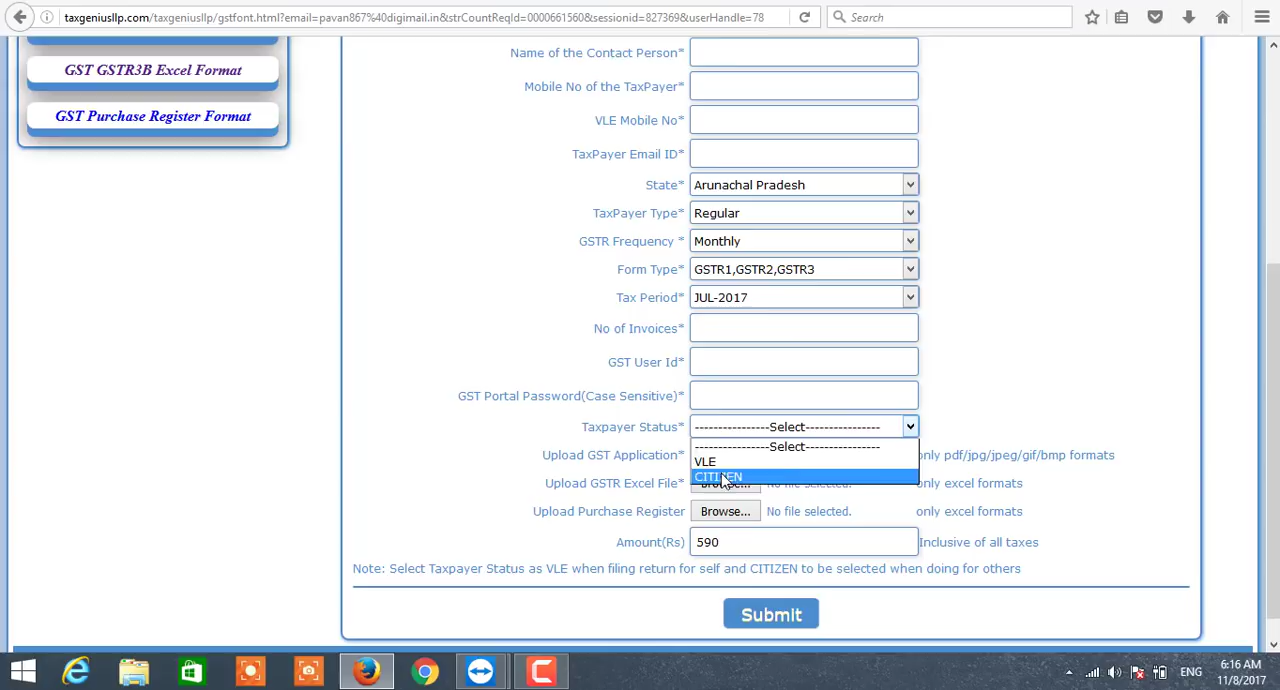 taxgeniusllp.com/taxgeniusllp/gstfont.html?email=pavan867%40digimail.in&strCountReqId=0000661560&sessionid=827369&userHandle=78
Search
GST GSTR3B Excel Format
GST Purchase Register Format
Name of the Contact Person*
Mobile No of the TaxPayer*
VLE Mobile No*
TaxPayer Email ID*
State* Arunachal Pradesh
TaxPayer Type* Regular
GSTR Frequency * Monthly
Form Type* GSTR1,GSTR2,GSTR3
Tax Period* JUL-2017
No of Invoices*
GST User Id*
GST Portal Password(Case Sensitive)*
Taxpayer Status* ----------------Select----------------
----------------Select----------------
VLE
CITIZEN
Upload GST Application* only pdf/jpg/jpeg/gif/bmp formats
Upload GSTR Excel File* Browse... No file selected. only excel formats
Upload Purchase Register Browse... No file selected. only excel formats
Amount(Rs) 590 Inclusive of all taxes
Note: Select Taxpayer Status as VLE when filing return for self and CITIZEN to be selected when doing for others
Submit
ENG
6:16 AM
11/8/2017